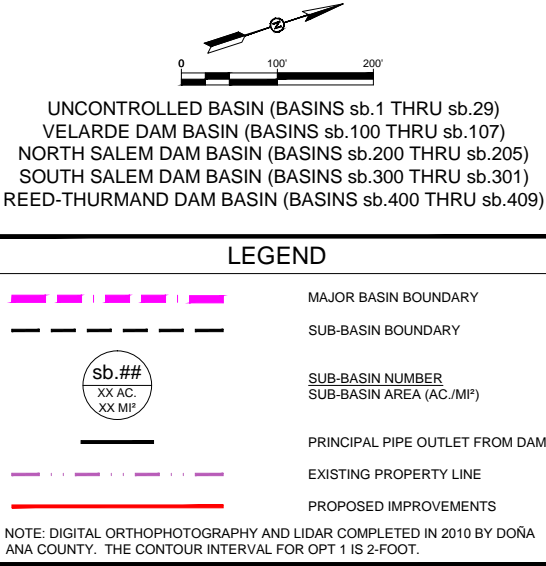 N
0 100' 200'
UNCONTROLLED BASIN (BASINS sb.1 THRU sb.29)
VELARDE DAM BASIN (BASINS sb.100 THRU sb.107)
NORTH SALEM DAM BASIN (BASINS sb.200 THRU sb.205)
SOUTH SALEM DAM BASIN (BASINS sb.300 THRU sb.301)
REED-THURMAND DAM BASIN (BASINS sb.400 THRU sb.409)
LEGEND
MAJOR BASIN BOUNDARY
SUB-BASIN BOUNDARY
sb.##
XX AC.
XX MI²
SUB-BASIN NUMBER
SUB-BASIN AREA (AC./MI²)
PRINCIPAL PIPE OUTLET FROM DAM
EXISTING PROPERTY LINE
PROPOSED IMPROVEMENTS
NOTE: DIGITAL ORTHOPHOTOGRAPHY AND LIDAR COMPLETED IN 2010 BY DOÑA
ANA COUNTY. THE CONTOUR INTERVAL FOR OPT 1 IS 2-FOOT.